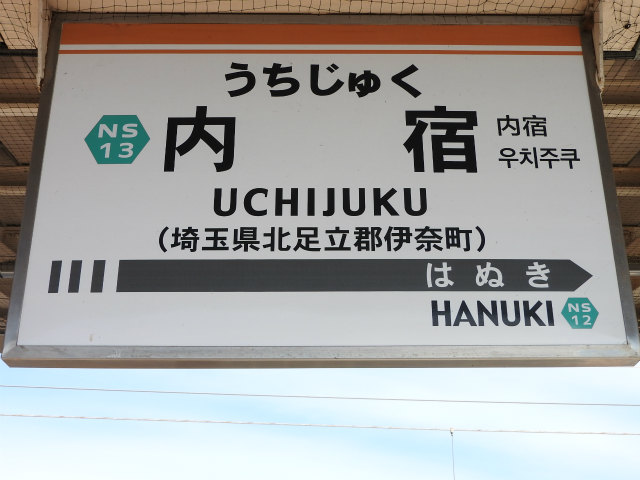 うちじゅく
NS
13
内宿
内宿
우치주쿠
UCHIJUKU
(埼玉県北足立郡伊奈町)
はぬき
HANUKI
NS
12